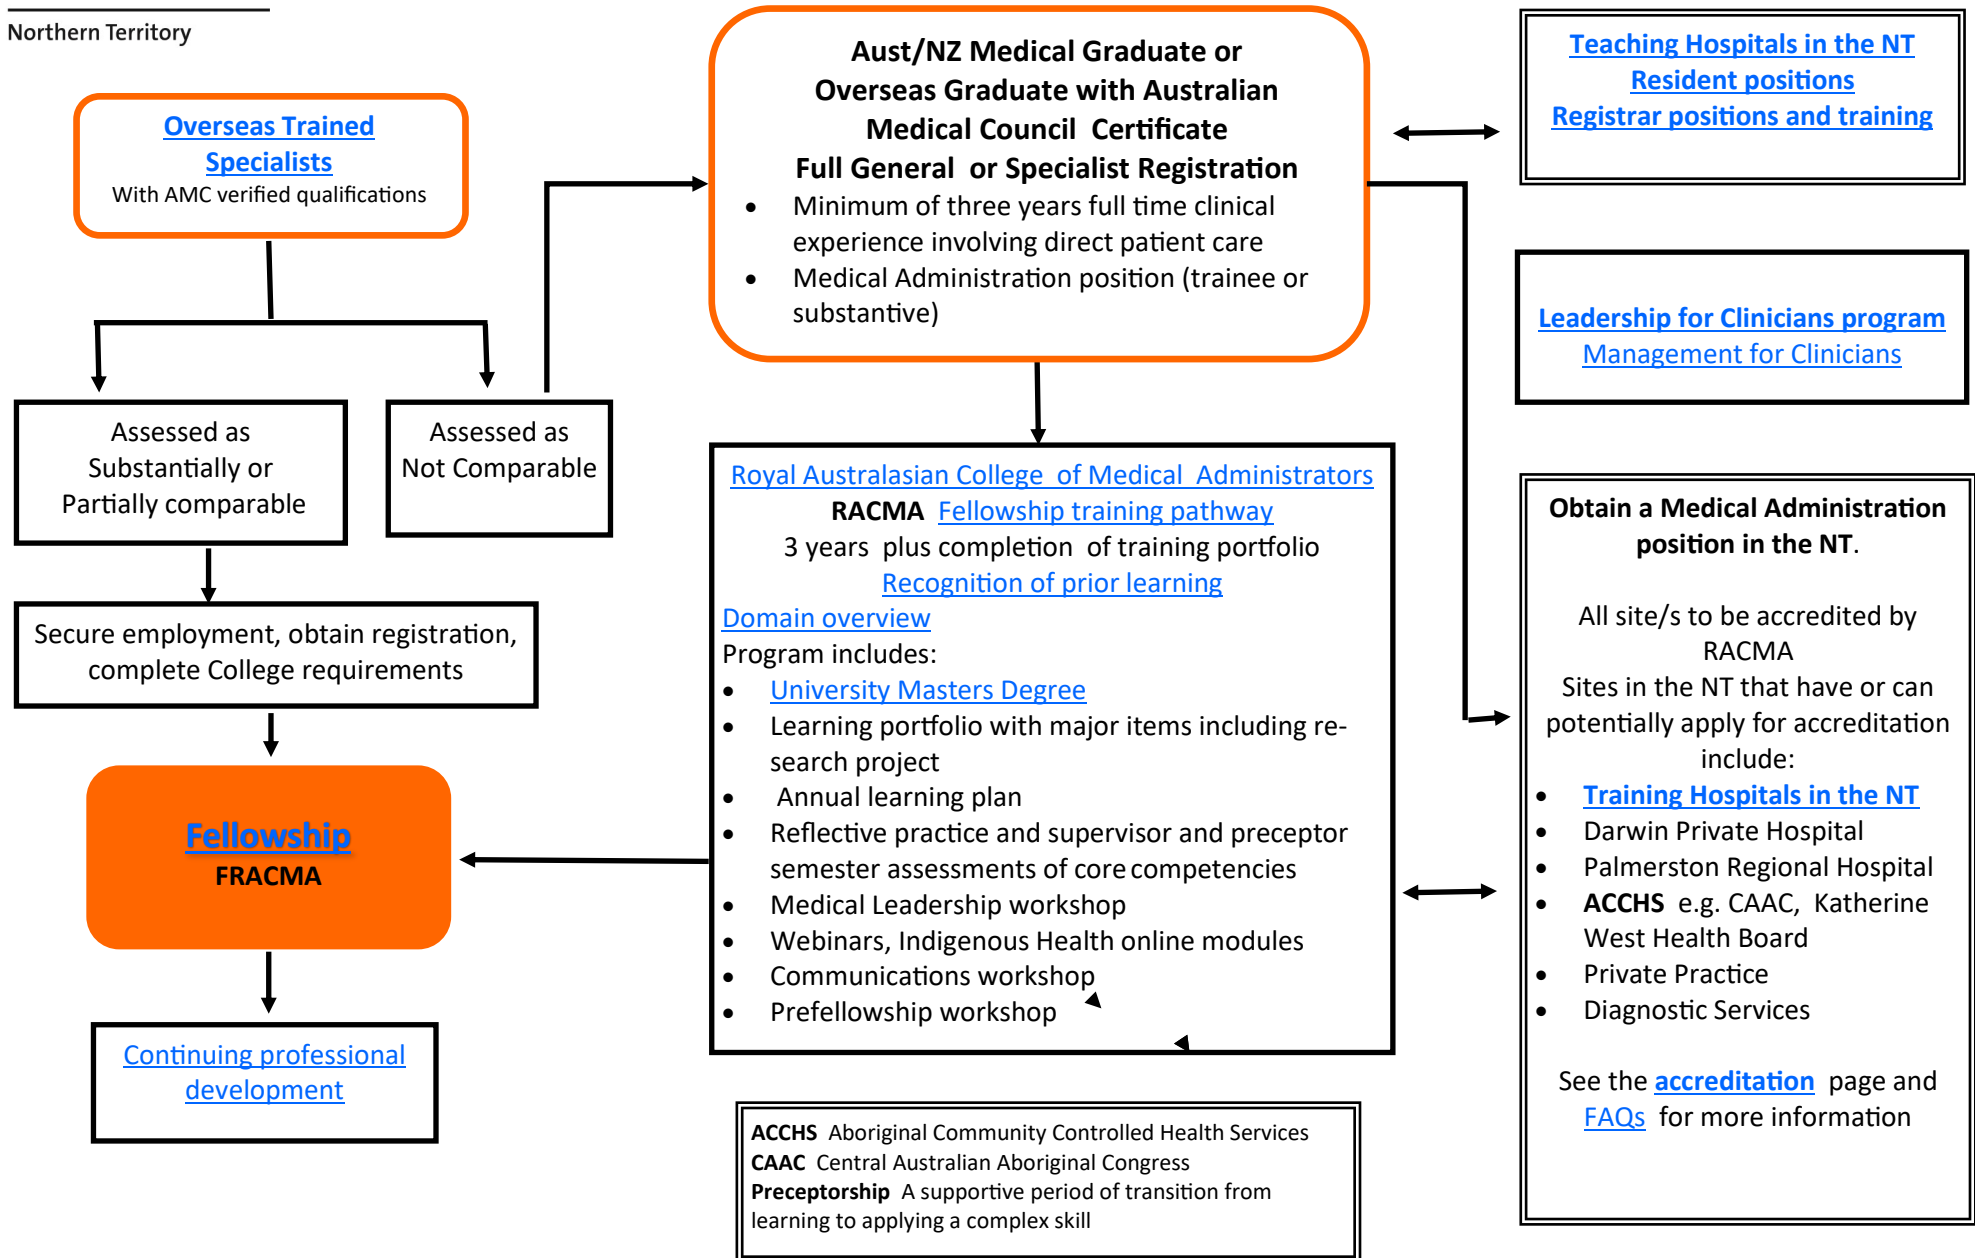 Northern Territory
Overseas Trained
Specialists
With AMC verified qualifications
Assessed as
Substantially or
Partially comparable
Assessed as
Not Comparable
Secure employment, obtain registration,
complete College requirements
Fellowship
FRACMA
Continuing professional
development
Aust/NZ Medical Graduate or
Overseas Graduate with Australian
Medical Council Certificate
Full General or Specialist Registration
• Minimum of three years full time clinical
experience involving direct patient care
• Medical Administration position (trainee or
substantive)
Royal Australasian College of Medical Administrators
RACMA Fellowship training pathway
3 years plus completion of training portfolio
Recognition of prior learning
Domain overview
Program includes:
• University Masters Degree
• Learning portfolio with major items including re-
search project
• Annual learning plan
• Reflective practice and supervisor and preceptor
semester assessments of core competencies
• Medical Leadership workshop
• Webinars, Indigenous Health online modules
• Communications workshop
• Prefellowship workshop
ACCHS Aboriginal Community Controlled Health Services
CAAC Central Australian Aboriginal Congress
Preceptorship A supportive period of transition from
learning to applying a complex skill
Teaching Hospitals in the NT
Resident positions
Registrar positions and training
Leadership for Clinicians program
Management for Clinicians
Obtain a Medical Administration
position in the NT.
All site/s to be accredited by
RACMA
Sites in the NT that have or can
potentially apply for accreditation
include:
• Training Hospitals in the NT
• Darwin Private Hospital
• Palmerston Regional Hospital
• ACCHS e.g. CAAC, Katherine
West Health Board
• Private Practice
• Diagnostic Services
See the accreditation page and
FAQs for more information